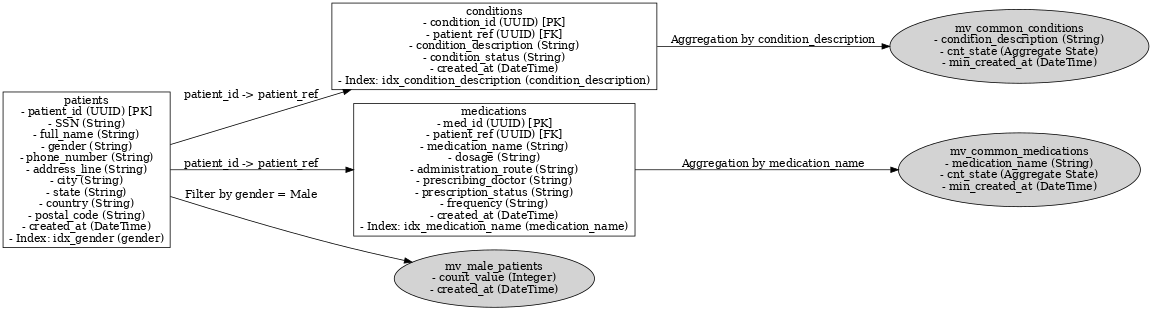 patients
- patient_id (UUID) [PK]
- SSN (String)
- full_name (String)
- gender (String)
- phone_number (String)
- address_line (String)
- city (String)
- state (String)
- country (String)
- postal_code (String)
- created_at (DateTime)
- Index: idx_gender (gender)
patient_id -> patient_ref
patient_id -> patient_ref
Filter by gender = Male
conditions
- condition_id (UUID) [PK]
- patient_ref (UUID) [FK]
- condition_description (String)
- condition_status (String)
- created_at (DateTime)
- Index: idx_condition_description (condition_description)
medications
- med_id (UUID) [PK]
- patient_ref (UUID) [FK]
- medication_name (String)
- dosage (String)
- administration_route (String)
- prescribing_doctor (String)
- prescription_status (String)
- frequency (String)
- created_at (DateTime)
- Index: idx_medication_name (medication_name)
mv_male_patients
- count_value (Integer)
- created_at (DateTime)
Aggregation by condition_description
Aggregation by medication_name
mv_common_conditions
- condition_description (String)
- cnt_state (Aggregate State)
- min_created_at (DateTime)
mv_common_medications
- medication_name (String)
- cnt_state (Aggregate State)
- min_created_at (DateTime)